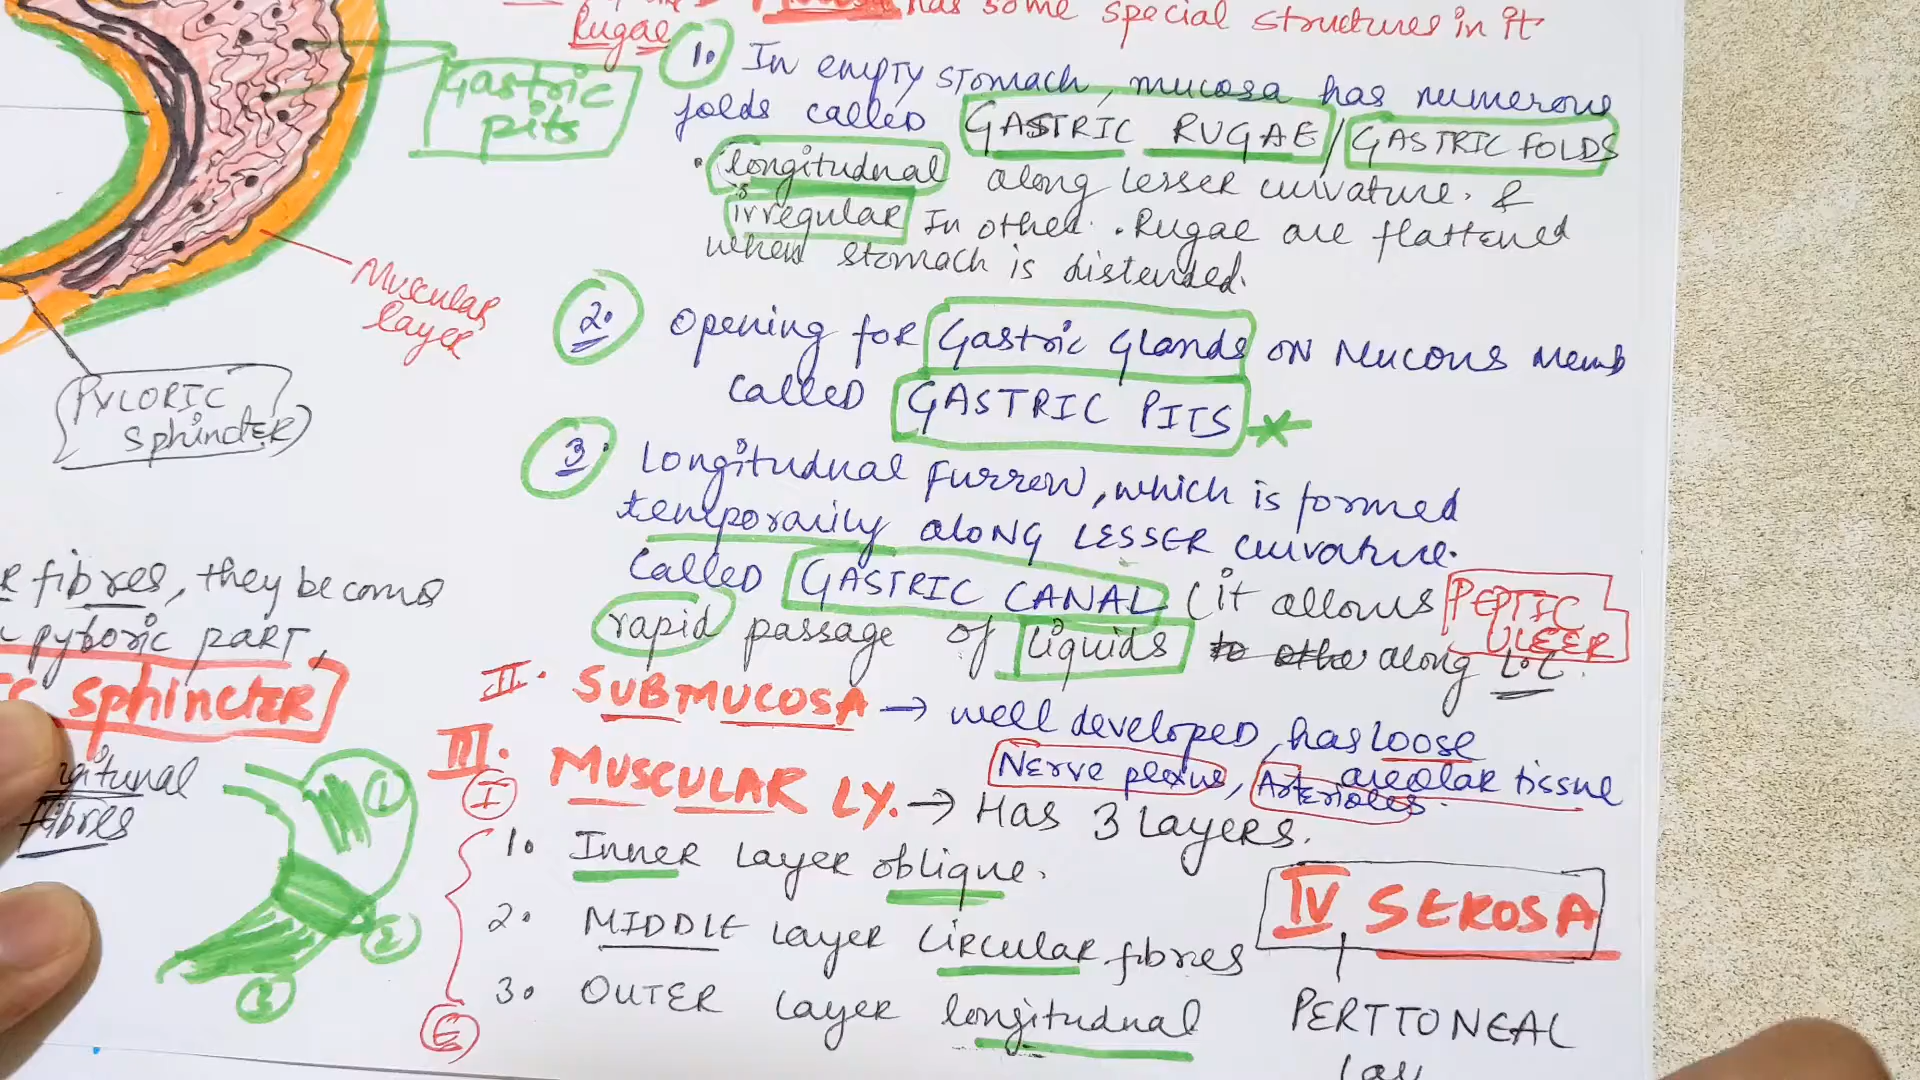 Rugae
has some special structures in it
1. In empty stomach, mucosa has numerous
folds called GASTRIC RUGAE / GASTRIC FOLDS
• longitudnal along lesser curvature. &
irregular In other. • Rugae are flattened
when stomach is distended.
Gastric
pits
Muscular
layer
PYLORIC
Sphincter
2. Opening for Gastric Glands on Mucous Memb
called GASTRIC PITS
3. Longitudnal Furrow, which is formed
temporarily along LESSER curvature.
Called GASTRIC CANAL (it allows PEPTIC
ULCER
rapid passage of liquids along L.C.
fibres, they become
pyloric part,
Sphincter
fibres
1
2
3
II. SUBMUCOSA → well developed, has loose
areolar tissue
Nerve plexus, Arterioles.
III. MUSCULAR LY. → Has 3 Layers.
I
1. Inner Layer oblique.
2. MIDDLE Layer Circular fibres
3. OUTER Layer longitudnal
E
IV SEROSA
PERTTONEAL